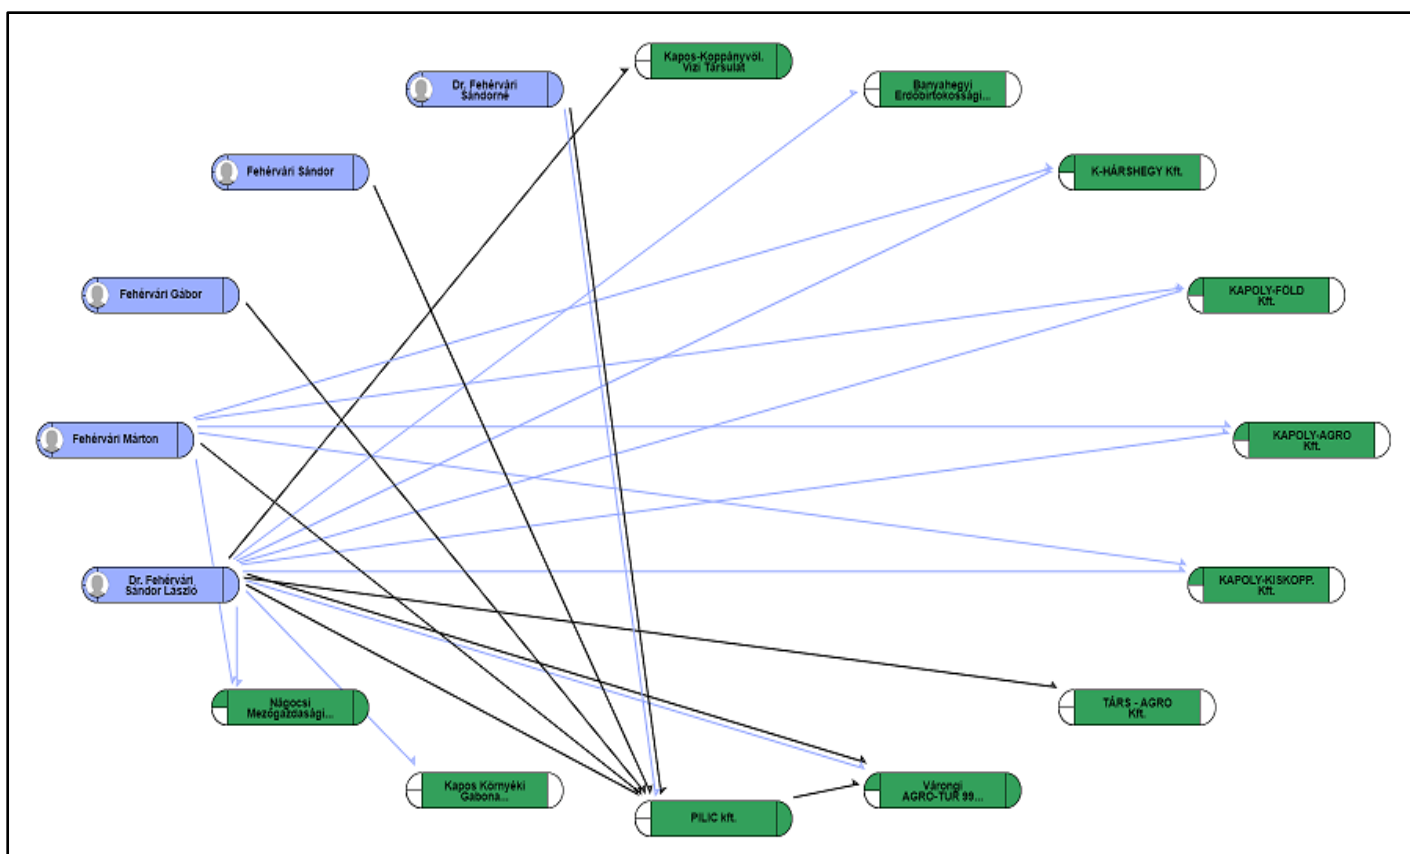 Kapos-Koppányvöl.
Vízi Társulat
Dr. Fehérvári
Sándorné
Banyahegyi
Erdőbirtokossági...
Fehérvári Sándor
K-HÁRSHEGY Kft.
Fehérvári Gábor
KAPOLY-FÖLD
Kft.
Fehérvári Márton
KAPOLY-AGRO
Kft.
Dr. Fehérvári
Sándor László
KAPOLY-KISKOPP.
Kft.
Nágocsi
Mezőgazdasági...
TÁRS - AGRO
Kft.
Kapos Környéki
Gabona...
Várongi
AGRO-TUR 99...
PILIC kft.